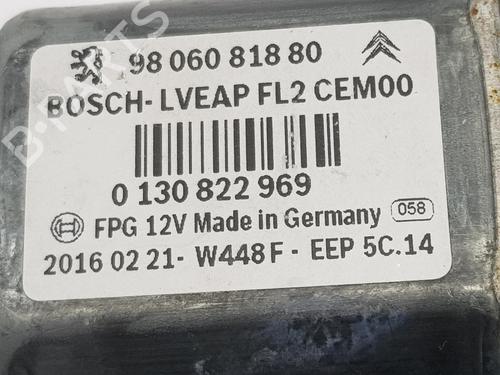 98 060 818 80
BOSCH- LVEAP FL2 CEM00
0 130 822 969
FPG 12V Made in Germany 058
2016 02 21- W448F - EEP 5C.14
B-PARTS